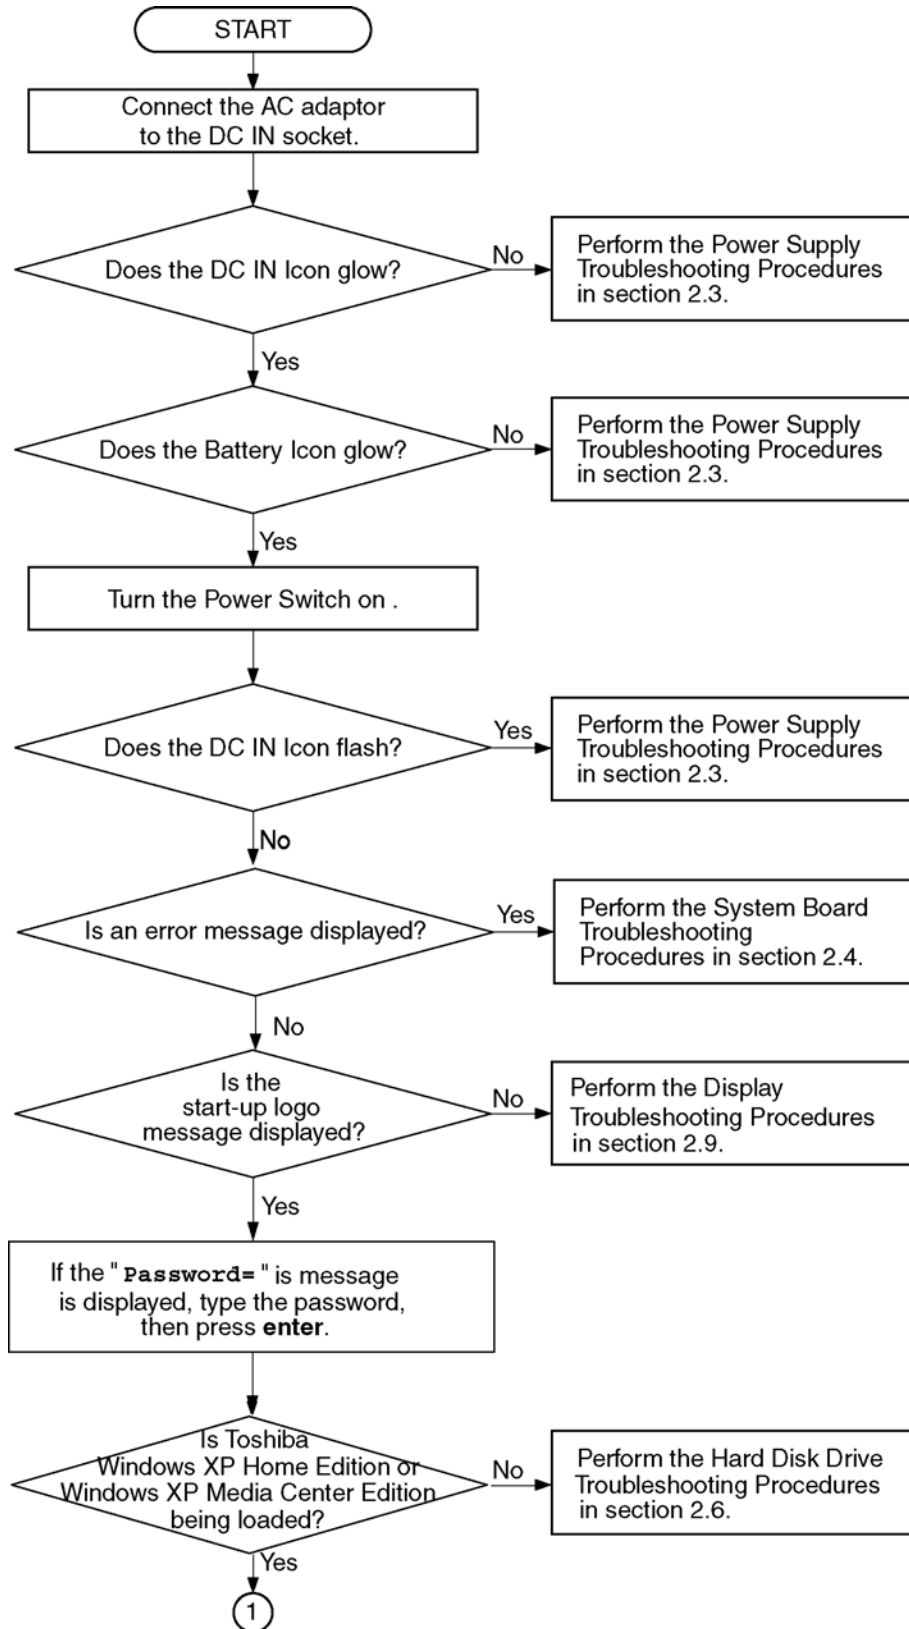 START
Connect the AC adaptor
to the DC IN socket.
Does the DC IN Icon glow?
No
Perform the Power Supply
Troubleshooting Procedures
in section 2.3.
Yes
Does the Battery Icon glow?
No
Perform the Power Supply
Troubleshooting Procedures
in section 2.3.
Yes
Turn the Power Switch on .
Does the DC IN Icon flash?
Yes
Perform the Power Supply
Troubleshooting Procedures
in section 2.3.
No
Is an error message displayed?
Yes
Perform the System Board
Troubleshooting
Procedures in section 2.4.
No
Is the
start-up logo
message displayed?
No
Perform the Display
Troubleshooting Procedures
in section 2.9.
Yes
If the " Password= " is message
is displayed, type the password,
then press enter.
Is Toshiba
Windows XP Home Edition or
Windows XP Media Center Edition
being loaded?
No
Perform the Hard Disk Drive
Troubleshooting Procedures
in section 2.6.
Yes
1